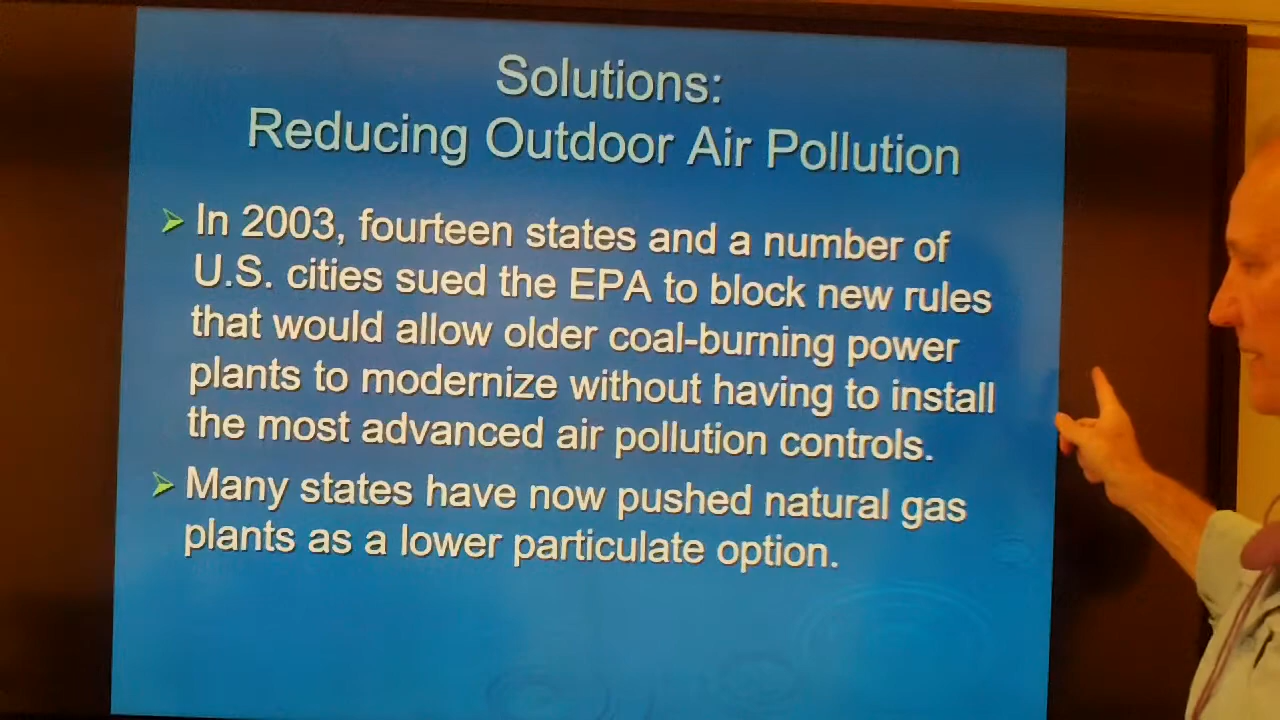 Solutions:
Reducing Outdoor Air Pollution
In 2003, fourteen states and a number of
U.S. cities sued the EPA to block new rules
that would allow older coal-burning power
plants to modernize without having to install
the most advanced air pollution controls.
Many states have now pushed natural gas
plants as a lower particulate option.